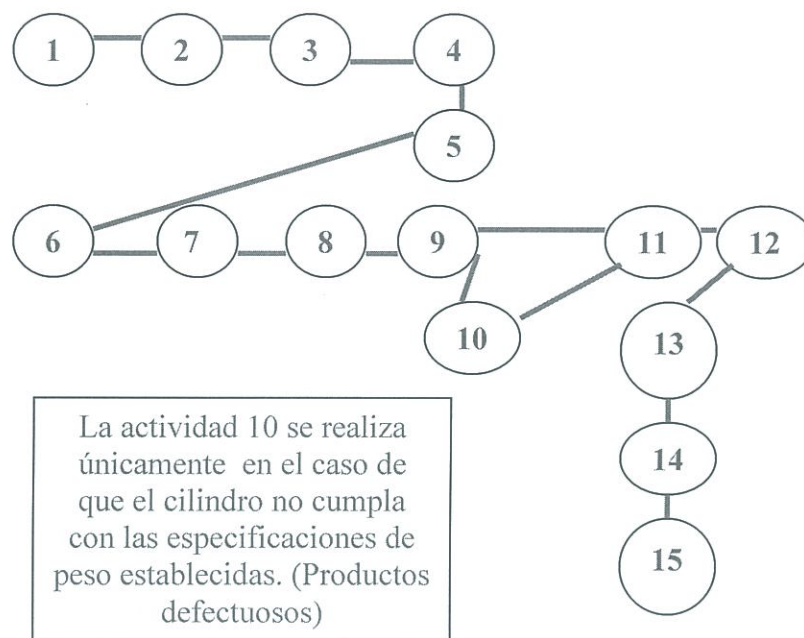 1 2 3 4
5
6 7 8 9 11 12
10
13
14
15
La actividad 10 se realiza
únicamente en el caso de
que el cilindro no cumpla
con las especificaciones de
peso establecidas. (Productos
defectuosos)